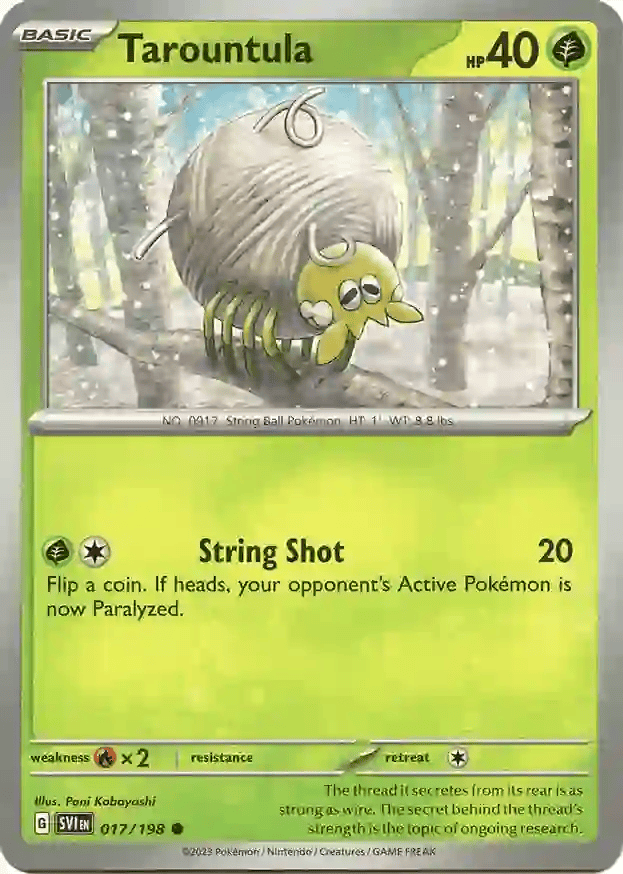 BASIC
Tarountula
HP 40
NO. 0917 String Ball Pokémon HT: 1' WT: 8.8 lbs.
String Shot 20
Flip a coin. If heads, your opponent's Active Pokémon is
now Paralyzed.
weakness ×2 resistance retreat
Illus. Poni Kobayashi
The thread it secretes from its rear is as
strong as wire. The secret behind the thread's
strength is the topic of ongoing research.
G SVI EN 017/198
©2023 Pokémon / Nintendo / Creatures / GAME FREAK